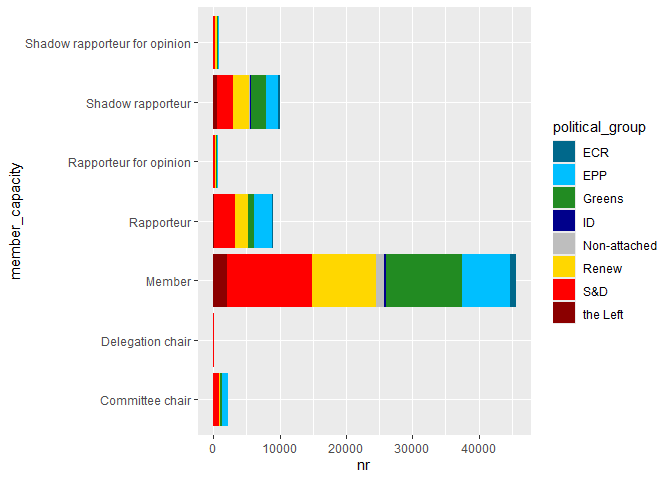 Shadow rapporteur for opinion
Shadow rapporteur
Rapporteur for opinion
Rapporteur
Member
Delegation chair
Committee chair
member_capacity
0
10000
20000
30000
40000
nr
political_group
ECR
EPP
Greens
ID
Non-attached
Renew
S&D
the Left